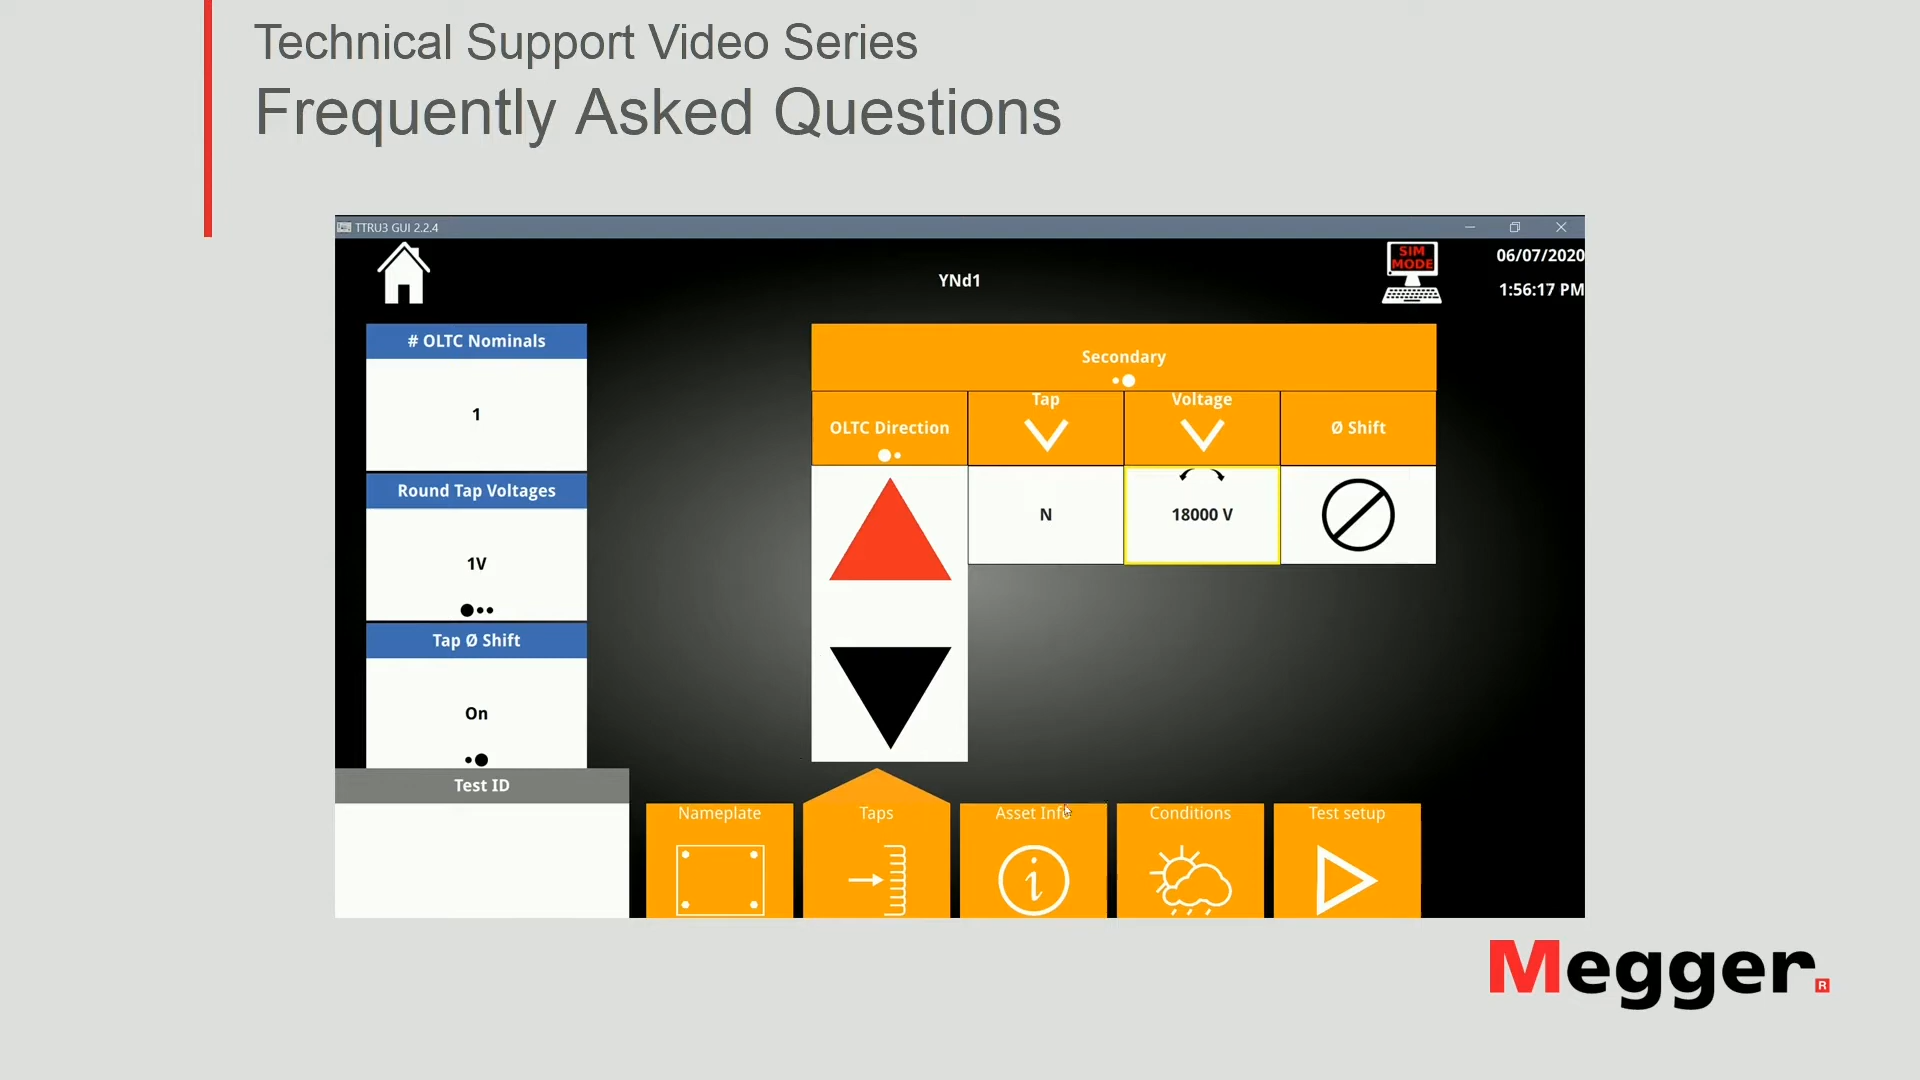 Technical Support Video Series
Frequently Asked Questions
TTRU3 GUI 2.2.4
SIM
MODE
06/07/2020
1:56:17 PM
YNd1
# OLTC Nominals
1
Round Tap Voltages
1V
Tap Ø Shift
On
Test ID
Secondary
OLTC Direction
Tap
Voltage
Ø Shift
N
18000 V
Nameplate
Taps
Asset Info
Conditions
Test setup
Megger®